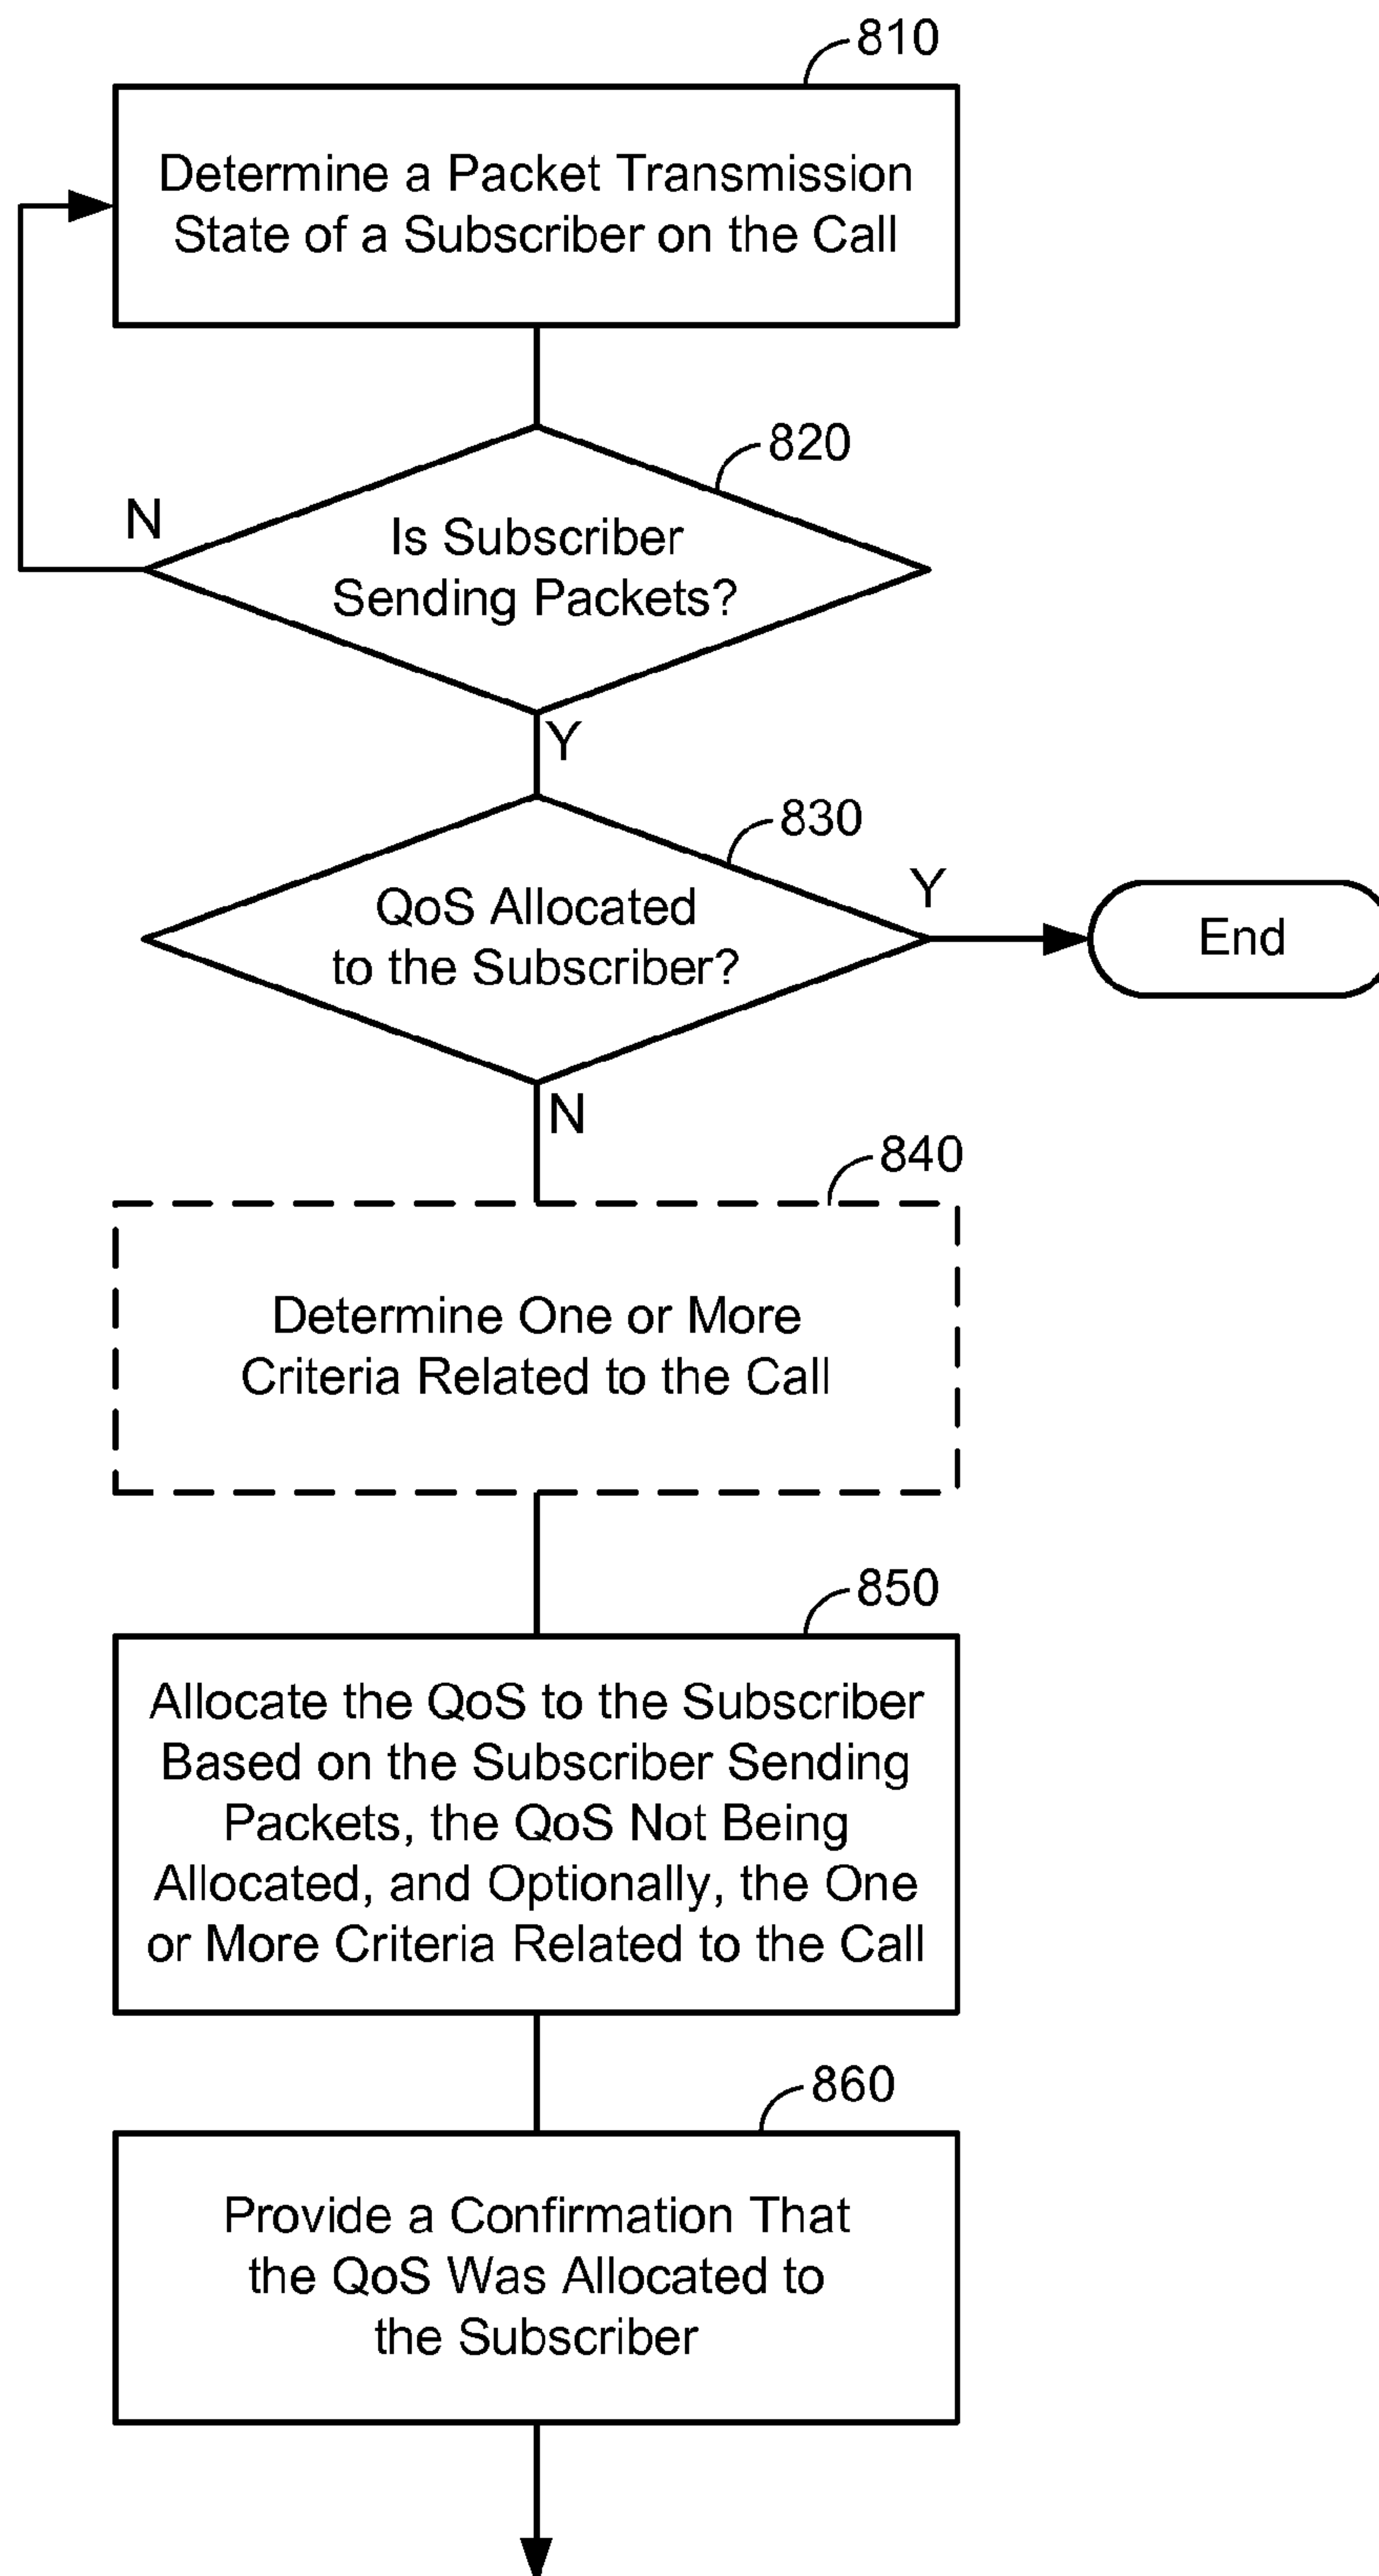 810
Determine a Packet Transmission
State of a Subscriber on the Call
820
N
Is Subscriber
Sending Packets?
Y
830
QoS Allocated
to the Subscriber?
Y
End
N
840
Determine One or More
Criteria Related to the Call
850
Allocate the QoS to the Subscriber
Based on the Subscriber Sending
Packets, the QoS Not Being
Allocated, and Optionally, the One
or More Criteria Related to the Call
860
Provide a Confirmation That
the QoS Was Allocated to
the Subscriber